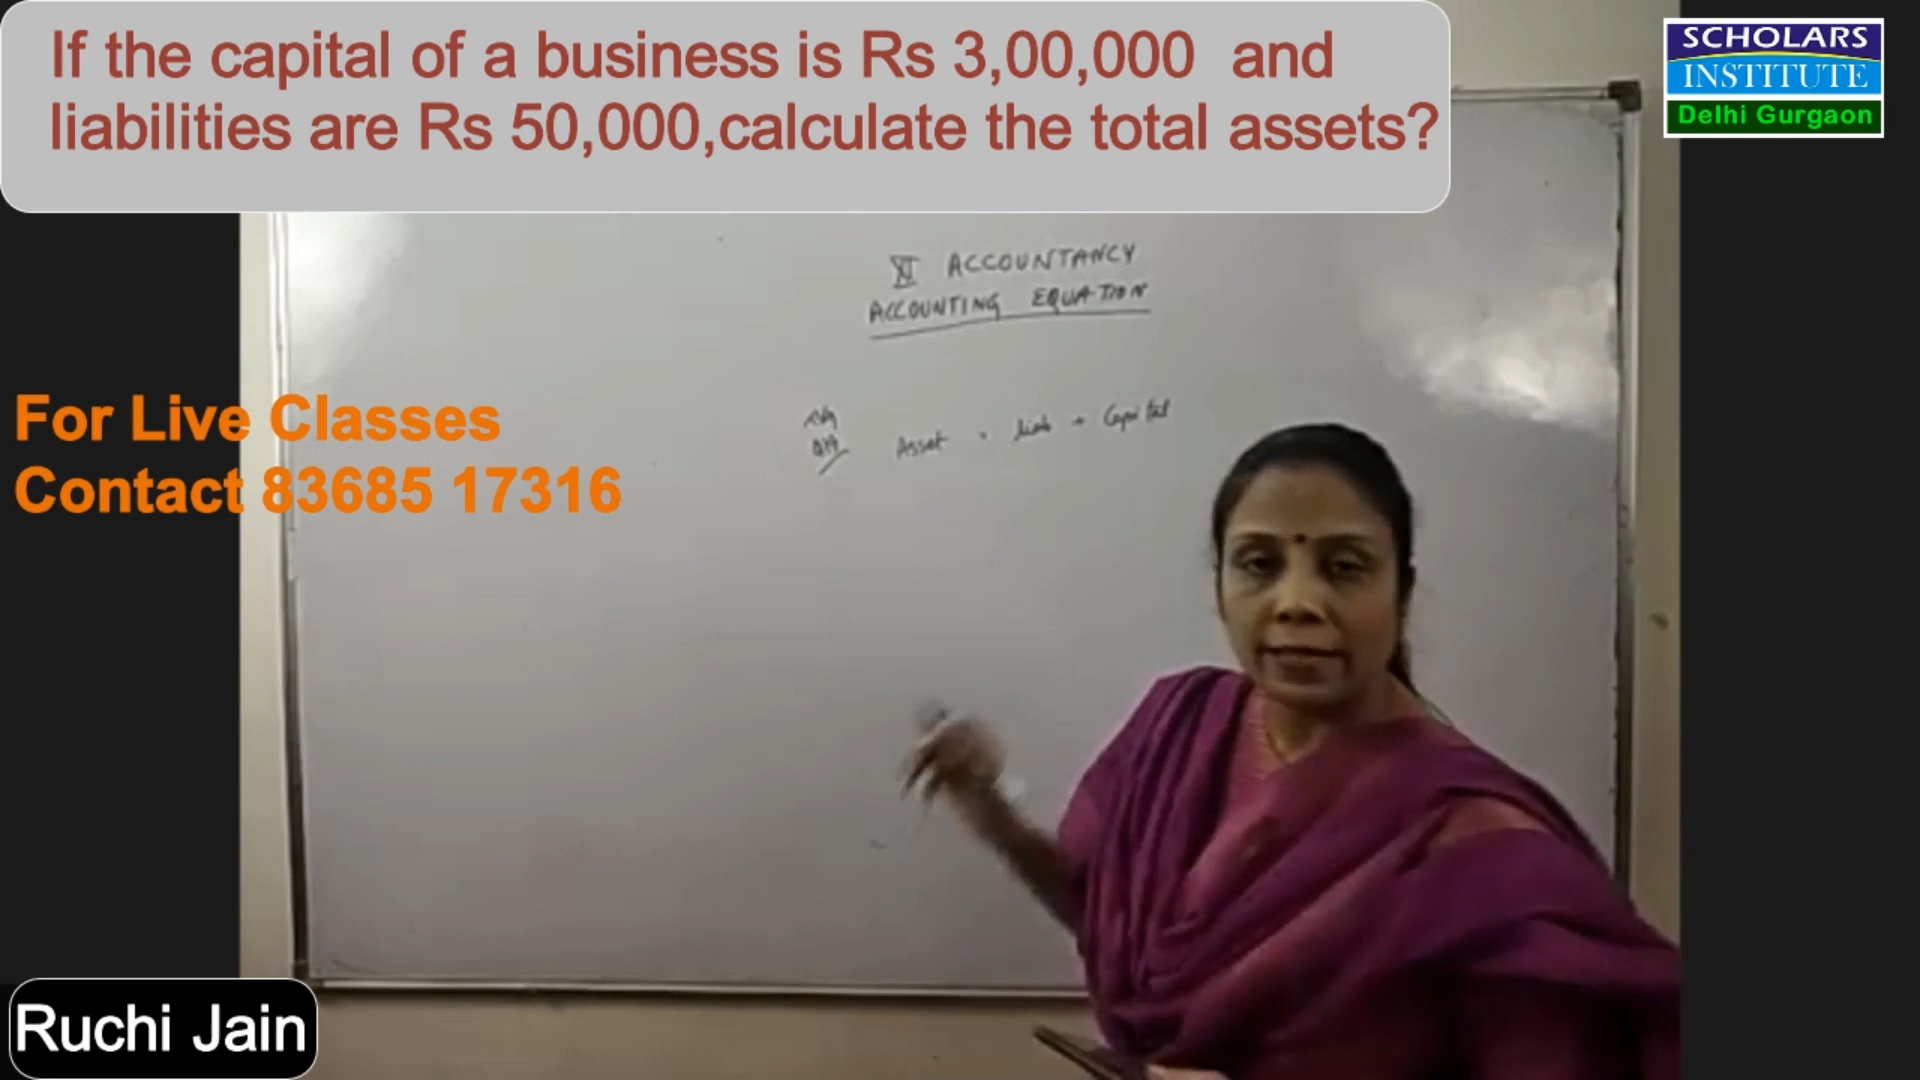 If the capital of a business is Rs 3,00,000 and
liabilities are Rs 50,000,calculate the total assets?
SCHOLARS
INSTITUTE
Delhi Gurgaon
XI ACCOUNTANCY
ACCOUNTING EQUATION
Asset = Liab + Capital
For Live Classes
Contact 83685 17316
Ruchi Jain